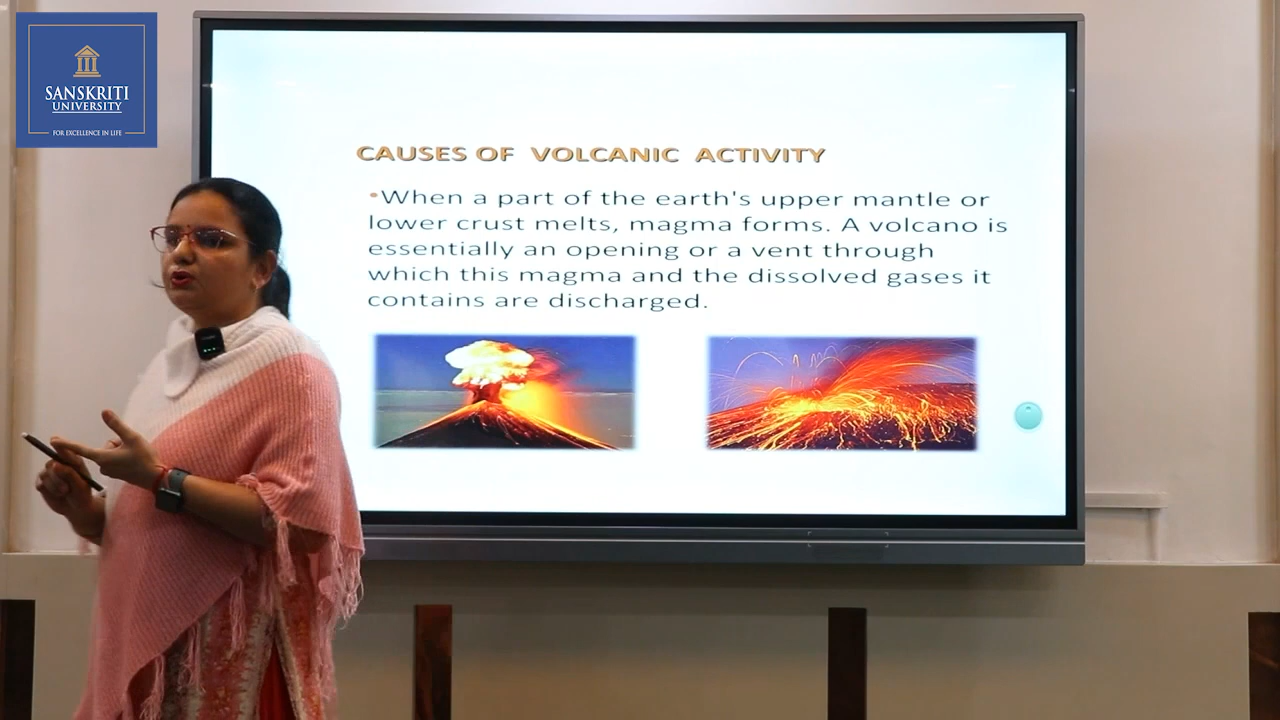 SANSKRITI
UNIVERSITY
FOR EXCELLENCE IN LIFE
CAUSES OF VOLCANIC ACTIVITY
•When a part of the earth's upper mantle or
lower crust melts, magma forms. A volcano is
essentially an opening or a vent through
which this magma and the dissolved gases it
contains are discharged.